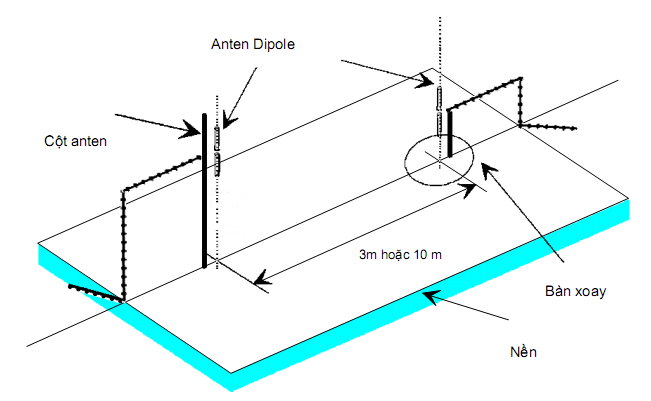 Anten Dipole
Cột anten
3m hoặc 10 m
Bàn xoay
Nền